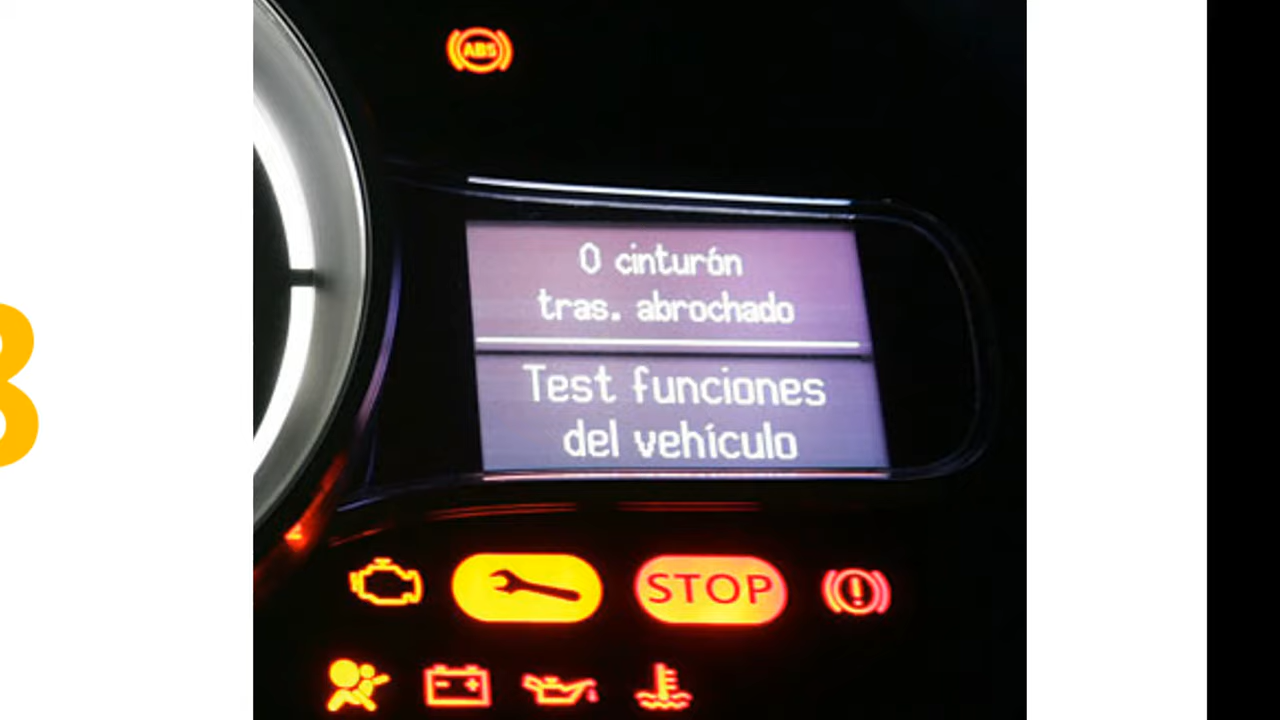 ABS
0 cinturón
tras. abrochado
Test funciones
del vehículo
STOP